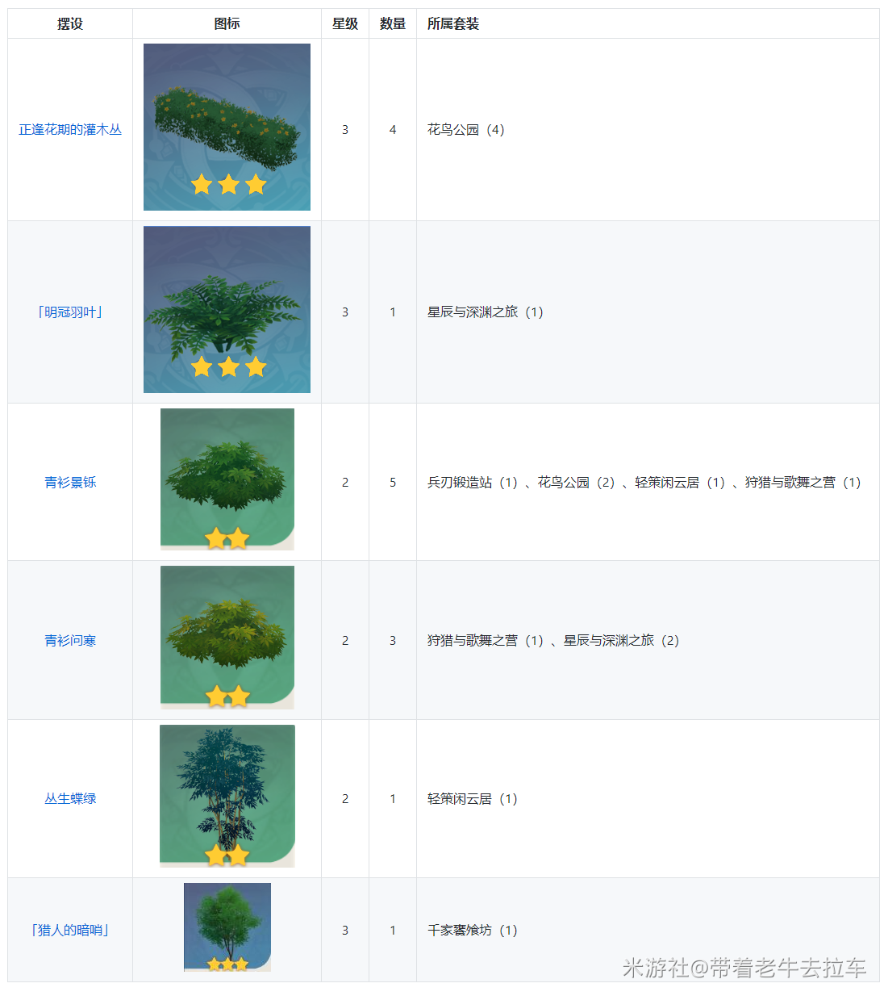 摆设 图标 星级 数量 所属套装
正逢花期的灌木丛 3 4 花鸟公园（4）
「明冠羽叶」 3 1 星辰与深渊之旅（1）
青衫景铄 2 5 兵刃锻造站（1）、花鸟公园（2）、轻策闲云居（1）、狩猎与歌舞之营（1）
青衫问寒 2 3 狩猎与歌舞之营（1）、星辰与深渊之旅（2）
丛生蝶绿 2 1 轻策闲云居（1）
「猎人的暗哨」 3 1 千家饔飧坊（1）
米游社@带着老牛去拉车